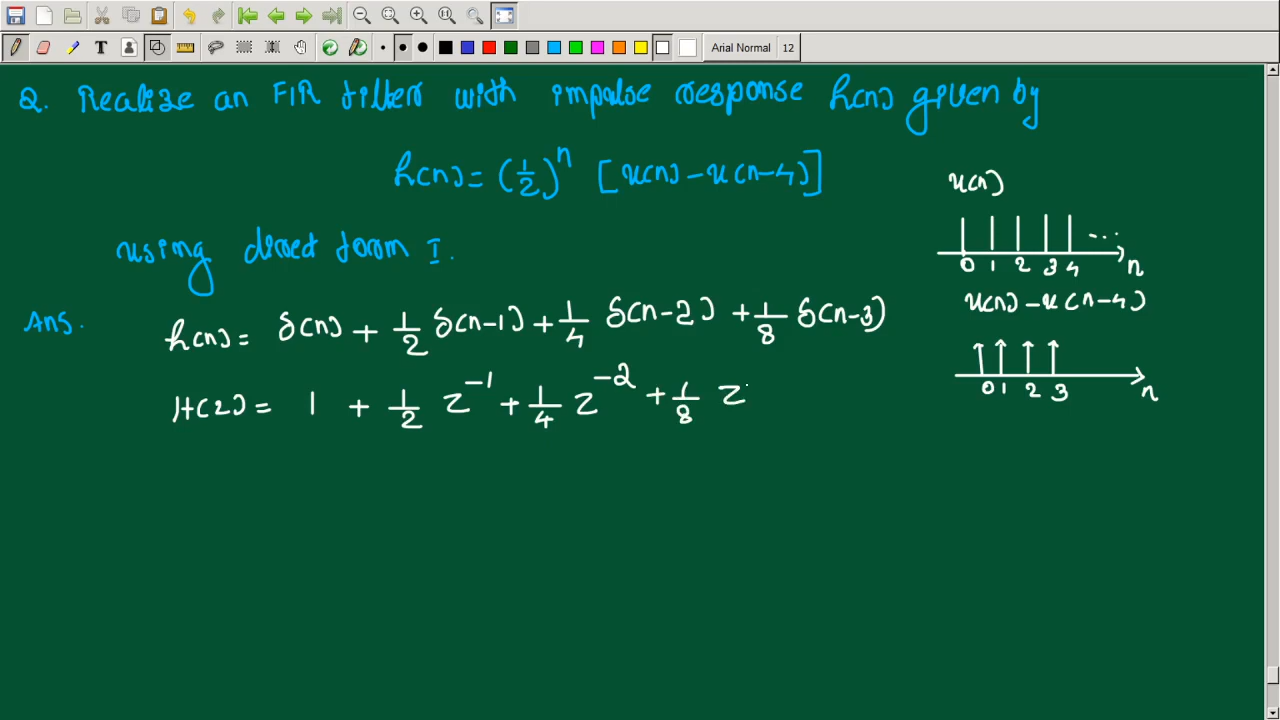 Arial Normal 12
Q. Realize an FIR filter with impulse response h(n) given by
h(n) = (1/2)^n [u(n) - u(n-4)]
using direct form I.
u(n)
0 1 2 3 4 ... n
u(n) - u(n-4)
0 1 2 3 n
Ans.
h(n) = δ(n) + 1/2 δ(n-1) + 1/4 δ(n-2) + 1/8 δ(n-3)
H(z) = 1 + 1/2 z^-1 + 1/4 z^-2 + 1/8 z